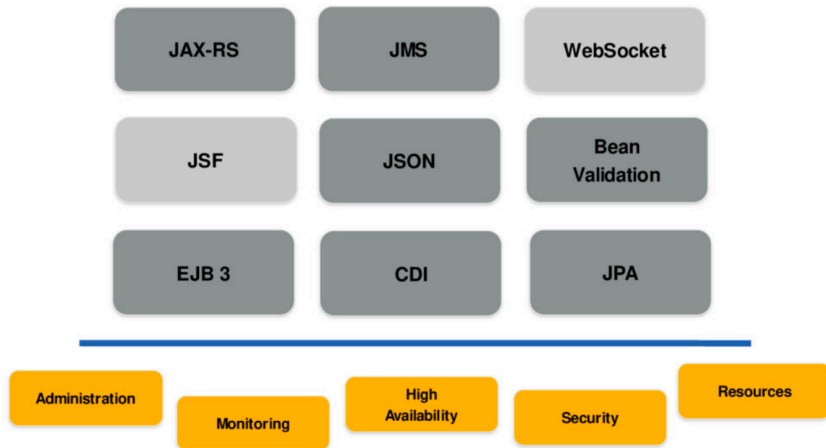 JAX-RS
JMS
WebSocket
JSF
JSON
Bean
Validation
EJB 3
CDI
JPA
Administration
Monitoring
High
Availability
Security
Resources